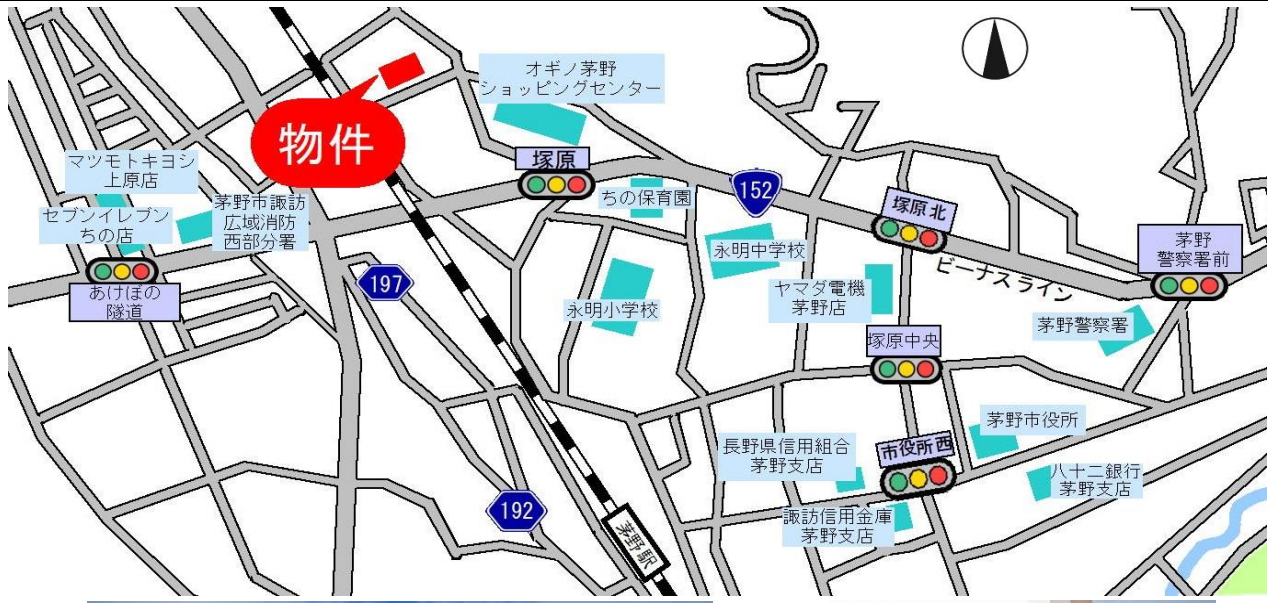 オギノ茅野
ショッピングセンター
物件
マツモトキヨシ
上原店
セブンイレブン
ちの店
茅野市諏訪
広域消防
西部分署
あけぼの
隧道
塚原
ちの保育園
152
塚原北
茅野
警察署前
ビーナスライン
永明中学校
197
永明小学校
ヤマダ電機
茅野店
茅野警察署
塚原中央
茅野市役所
長野県信用組合
茅野支店
市役所西
八十二銀行
茅野支店
192
諏訪信用金庫
茅野支店
茅野駅